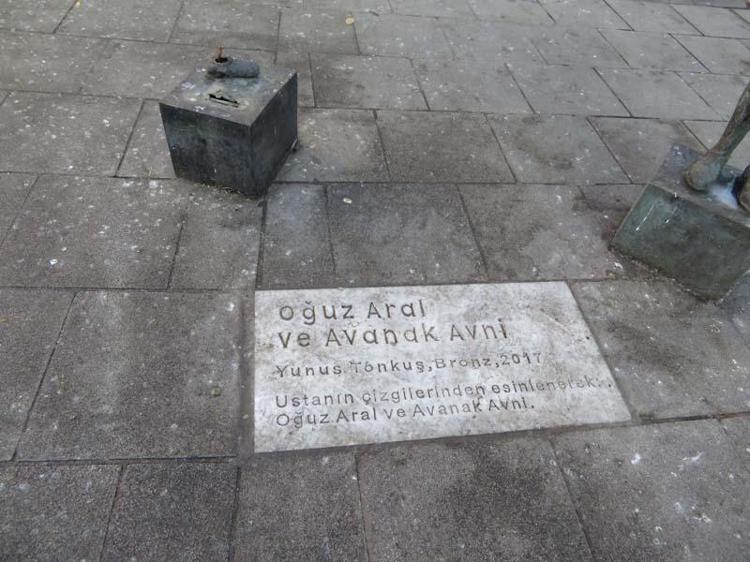 Oğuz Aral
ve Avanak Avni
Yunus Tonkuş, Bronz, 2017
Ustanın çizgilerinden esinlenerek...
Oğuz Aral ve Avanak Avni.